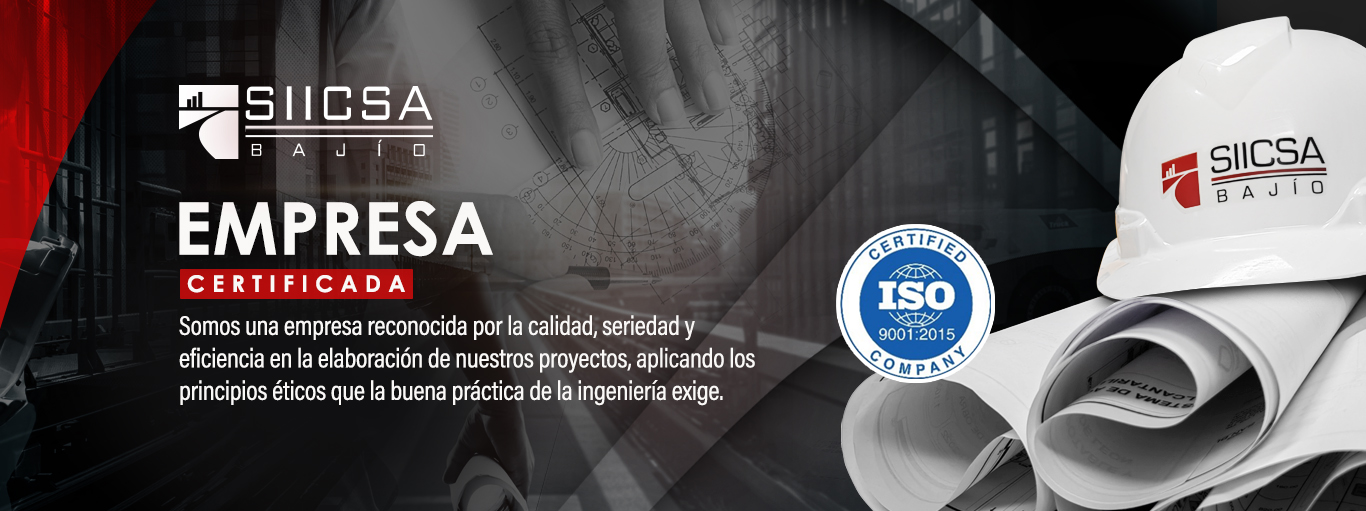 SIICSA
BAJÍO
EMPRESA
CERTIFICADA
Somos una empresa reconocida por la calidad, seriedad y
eficiencia en la elaboración de nuestros proyectos, aplicando los
principios éticos que la buena práctica de la ingeniería exige.
CERTIFIED
ISO
9001:2015
COMPANY
SIICSA
BAJÍO